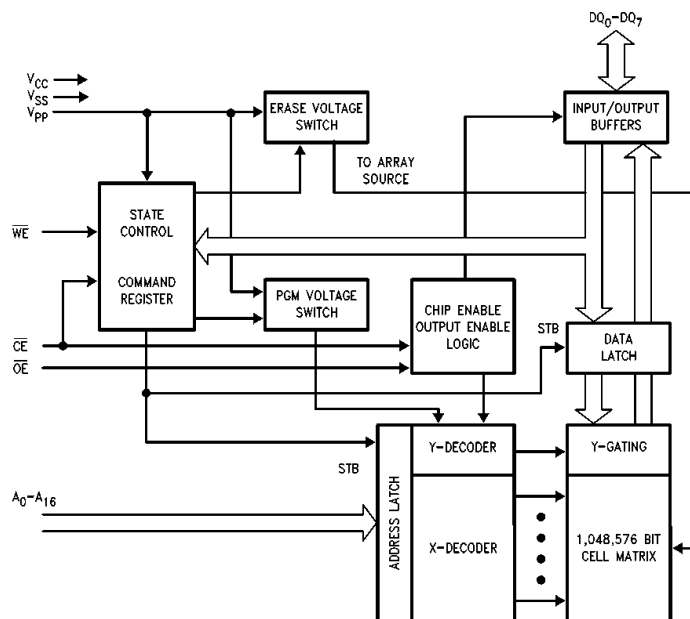 DQ0–DQ7
VCC
VSS
VPP
ERASE VOLTAGE
SWITCH
INPUT/OUTPUT
BUFFERS
TO ARRAY
SOURCE
STATE
CONTROL
COMMAND
REGISTER
WE
PGM VOLTAGE
SWITCH
CHIP ENABLE
OUTPUT ENABLE
LOGIC
STB
DATA
LATCH
CE
OE
STB
ADDRESS LATCH
Y–DECODER
Y–GATING
A0–A16
X–DECODER
1,048,576 BIT
CELL MATRIX